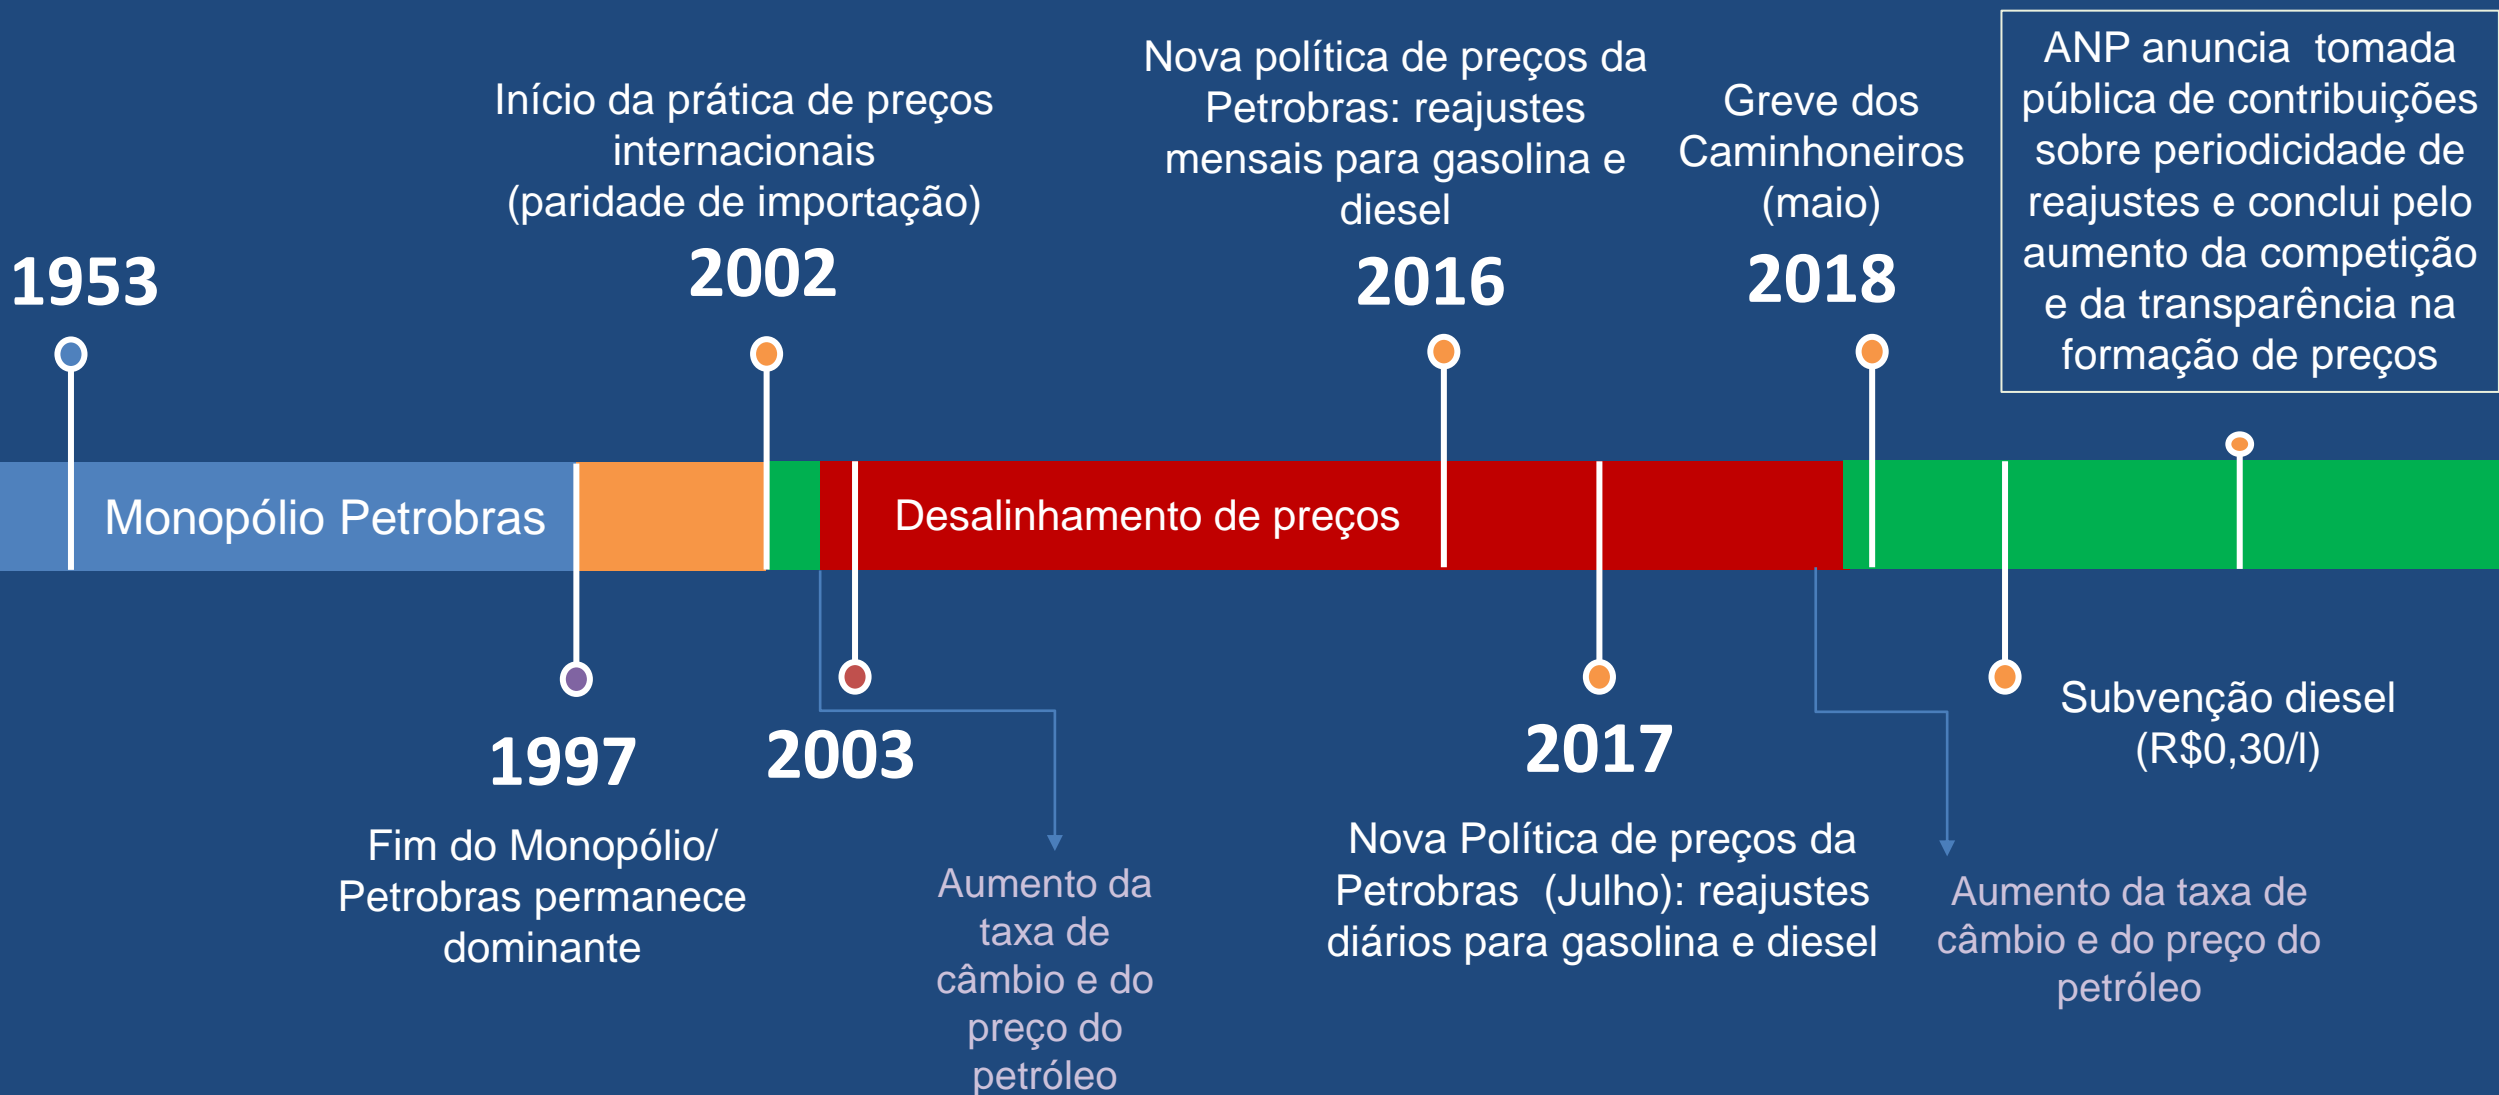 1953
Início da prática de preços
internacionais
(paridade de importação)
2002
Nova política de preços da
Petrobras: reajustes
mensais para gasolina e
diesel
2016
Greve dos
Caminhoneiros
(maio)
2018
ANP anuncia  tomada
pública de contribuições
sobre periodicidade de
reajustes e conclui pelo
aumento da competição
e da transparência na
formação de preços
Monopólio Petrobras
Desalinhamento de preços
1997
Fim do Monopólio/
Petrobras permanece
dominante
2003
Aumento da
taxa de
câmbio e do
preço do
petróleo
2017
Nova Política de preços da
Petrobras  (Julho): reajustes
diários para gasolina e diesel
Subvenção diesel
(R$0,30/l)
Aumento da taxa de
câmbio e do preço do
petróleo